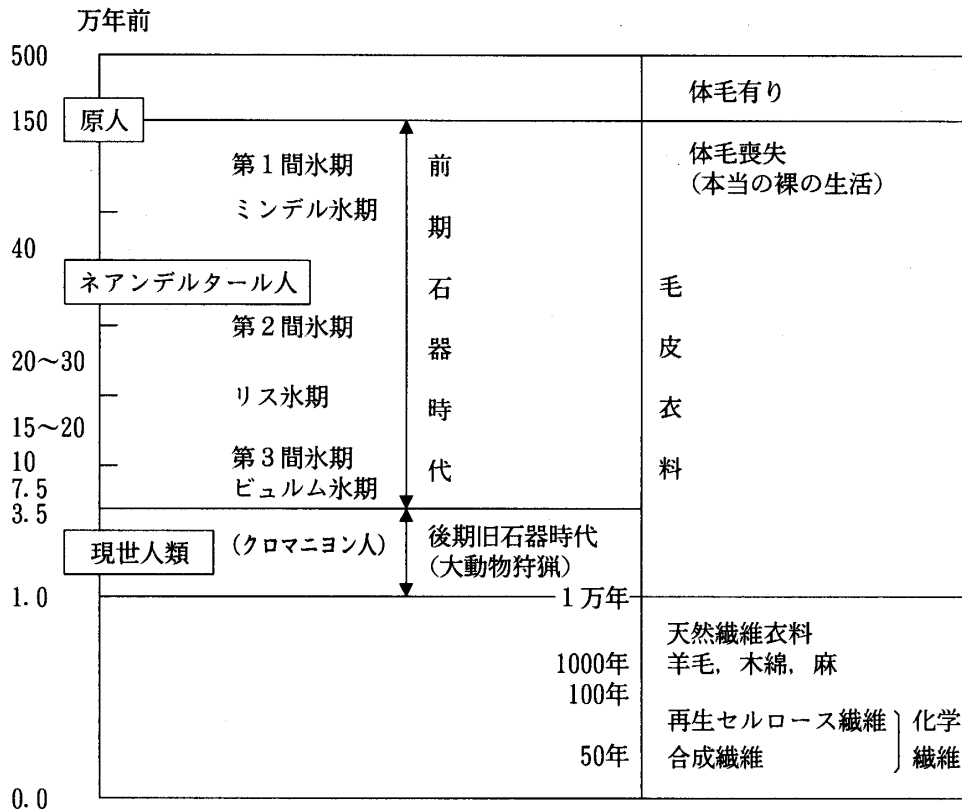 万年前
500
体毛有り
150
原人
第1間氷期
体毛喪失
(本当の裸の生活)
ミンデル氷期
前期石器時代
40
ネアンデルタール人
毛皮衣料
第2間氷期
20〜30
リス氷期
15〜20
10
第3間氷期
7.5
ビュルム氷期
3.5
現世人類
(クロマニヨン人)
後期旧石器時代
(大動物狩猟)
1.0
1万年
天然繊維衣料
1000年
羊毛, 木綿, 麻
100年
再生セルロース繊維
化学
50年
合成繊維
繊維
0.0